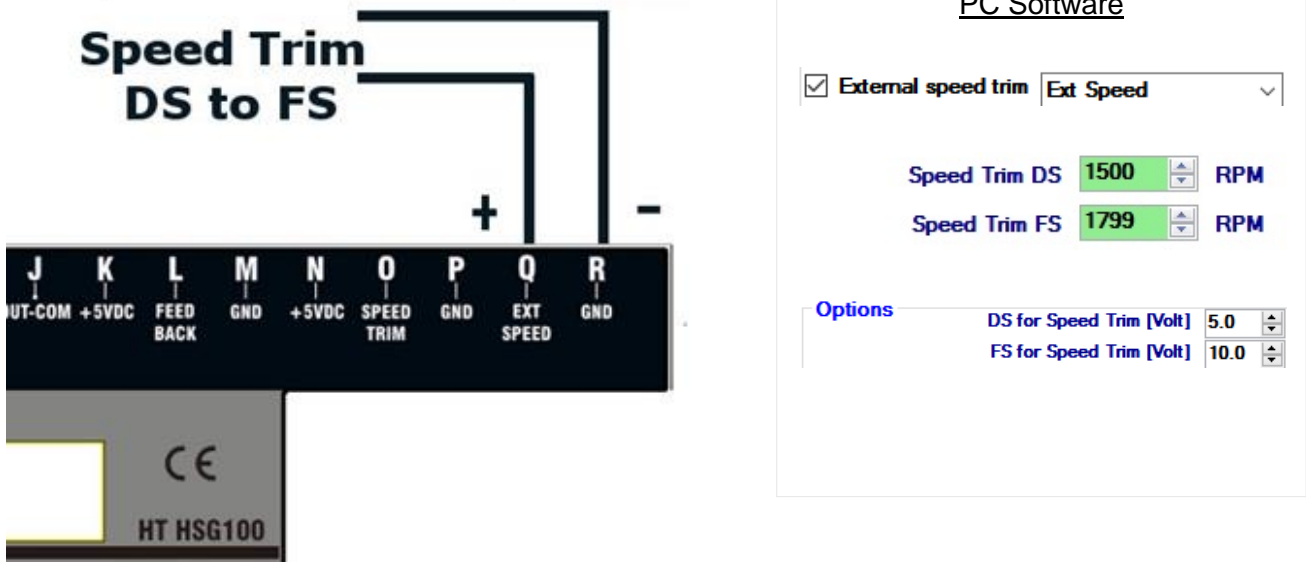 Speed Trim
DS to FS
+ -
J K L M N O P Q R
UT-COM +5VDC FEED BACK GND +5VDC SPEED TRIM GND EXT SPEED GND
CE
HT HSG100
PC Software
External speed trim Ext Speed
Speed Trim DS 1500 RPM
Speed Trim FS 1799 RPM
Options
DS for Speed Trim [Volt] 5.0
FS for Speed Trim [Volt] 10.0